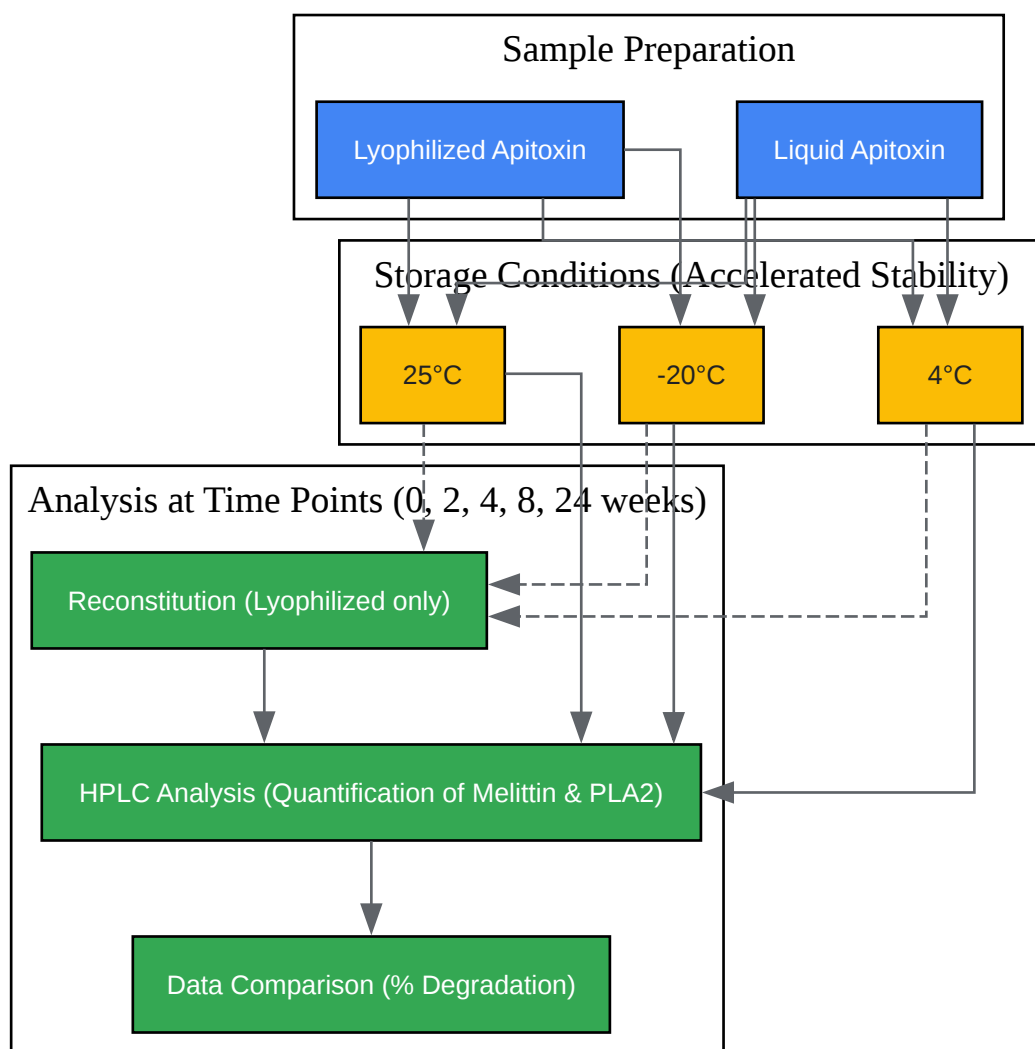 Sample Preparation
Lyophilized Apitoxin
Liquid Apitoxin
Storage Conditions (Accelerated Stability)
25°C
-20°C
4°C
Analysis at Time Points (0, 2, 4, 8, 24 weeks)
Reconstitution (Lyophilized only)
HPLC Analysis (Quantification of Melittin & PLA2)
Data Comparison (% Degradation)